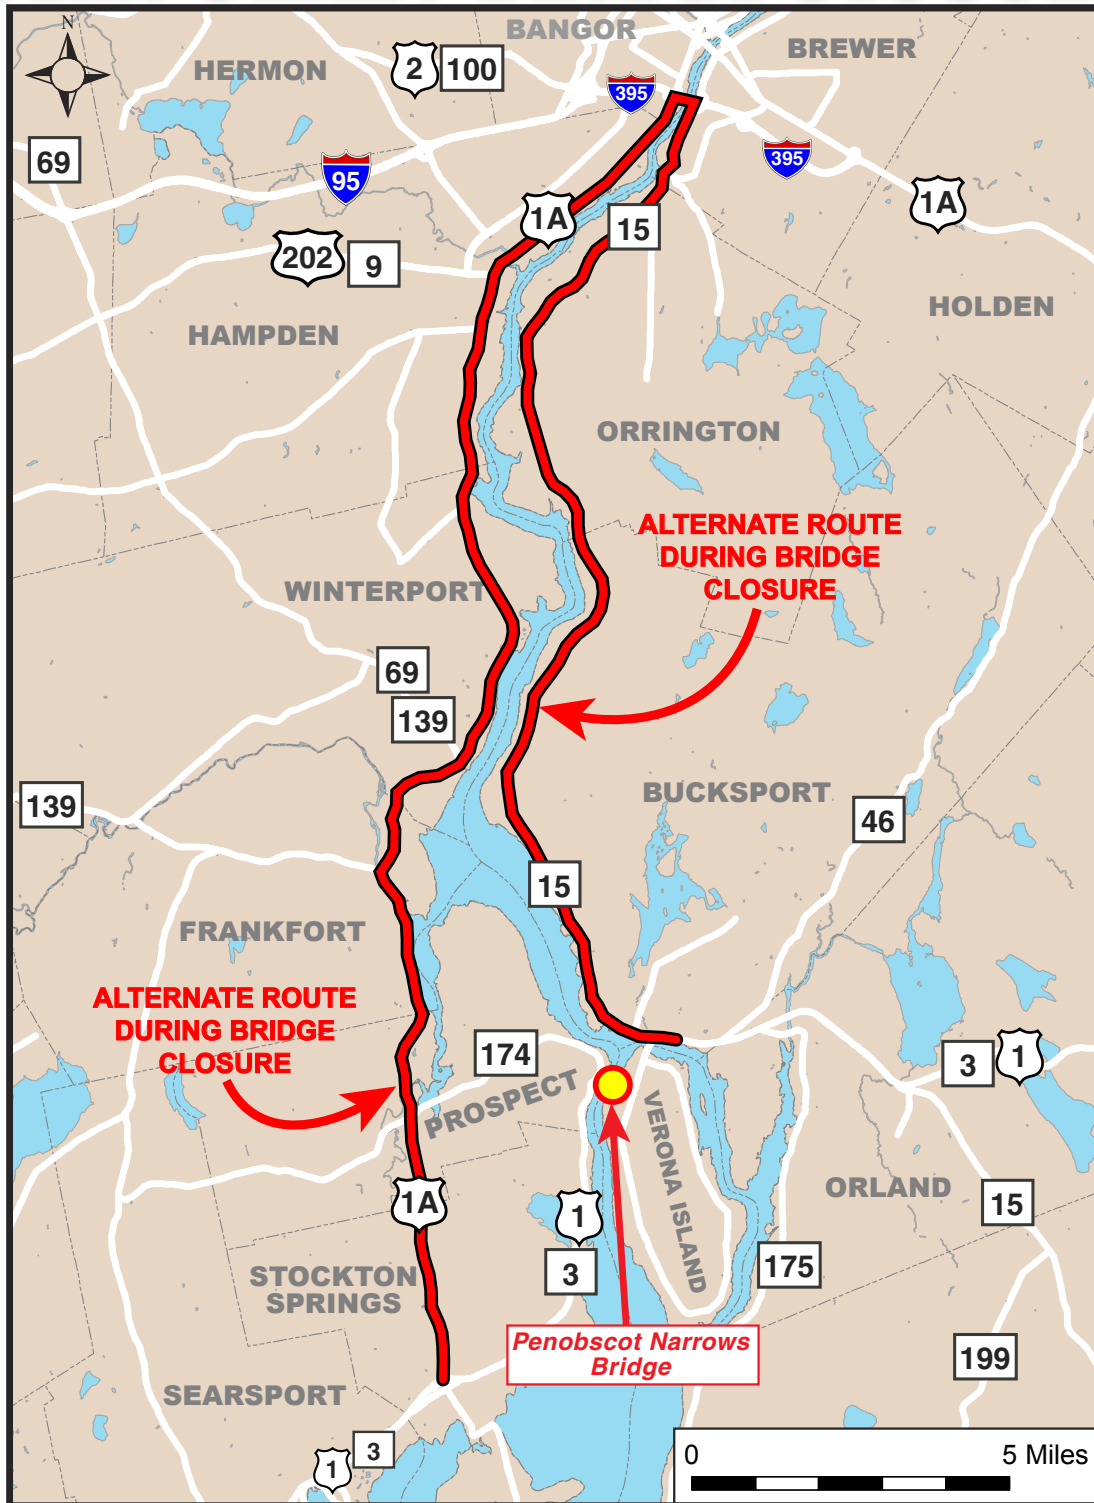 N
BANGOR
BREWER
HERMON
2
100
395
69
95
395
1A
1A
15
202
9
HOLDEN
HAMPDEN
ORRINGTON
ALTERNATE ROUTE
DURING BRIDGE
CLOSURE
WINTERPORT
69
139
BUCKSPORT
139
46
15
FRANKFORT
ALTERNATE ROUTE
DURING BRIDGE
CLOSURE
174
3
1
PROSPECT
VERONA ISLAND
ORLAND
1A
1
15
3
175
STOCKTON
SPRINGS
Penobscot Narrows
Bridge
199
SEARSPORT
3
1
0
5 Miles